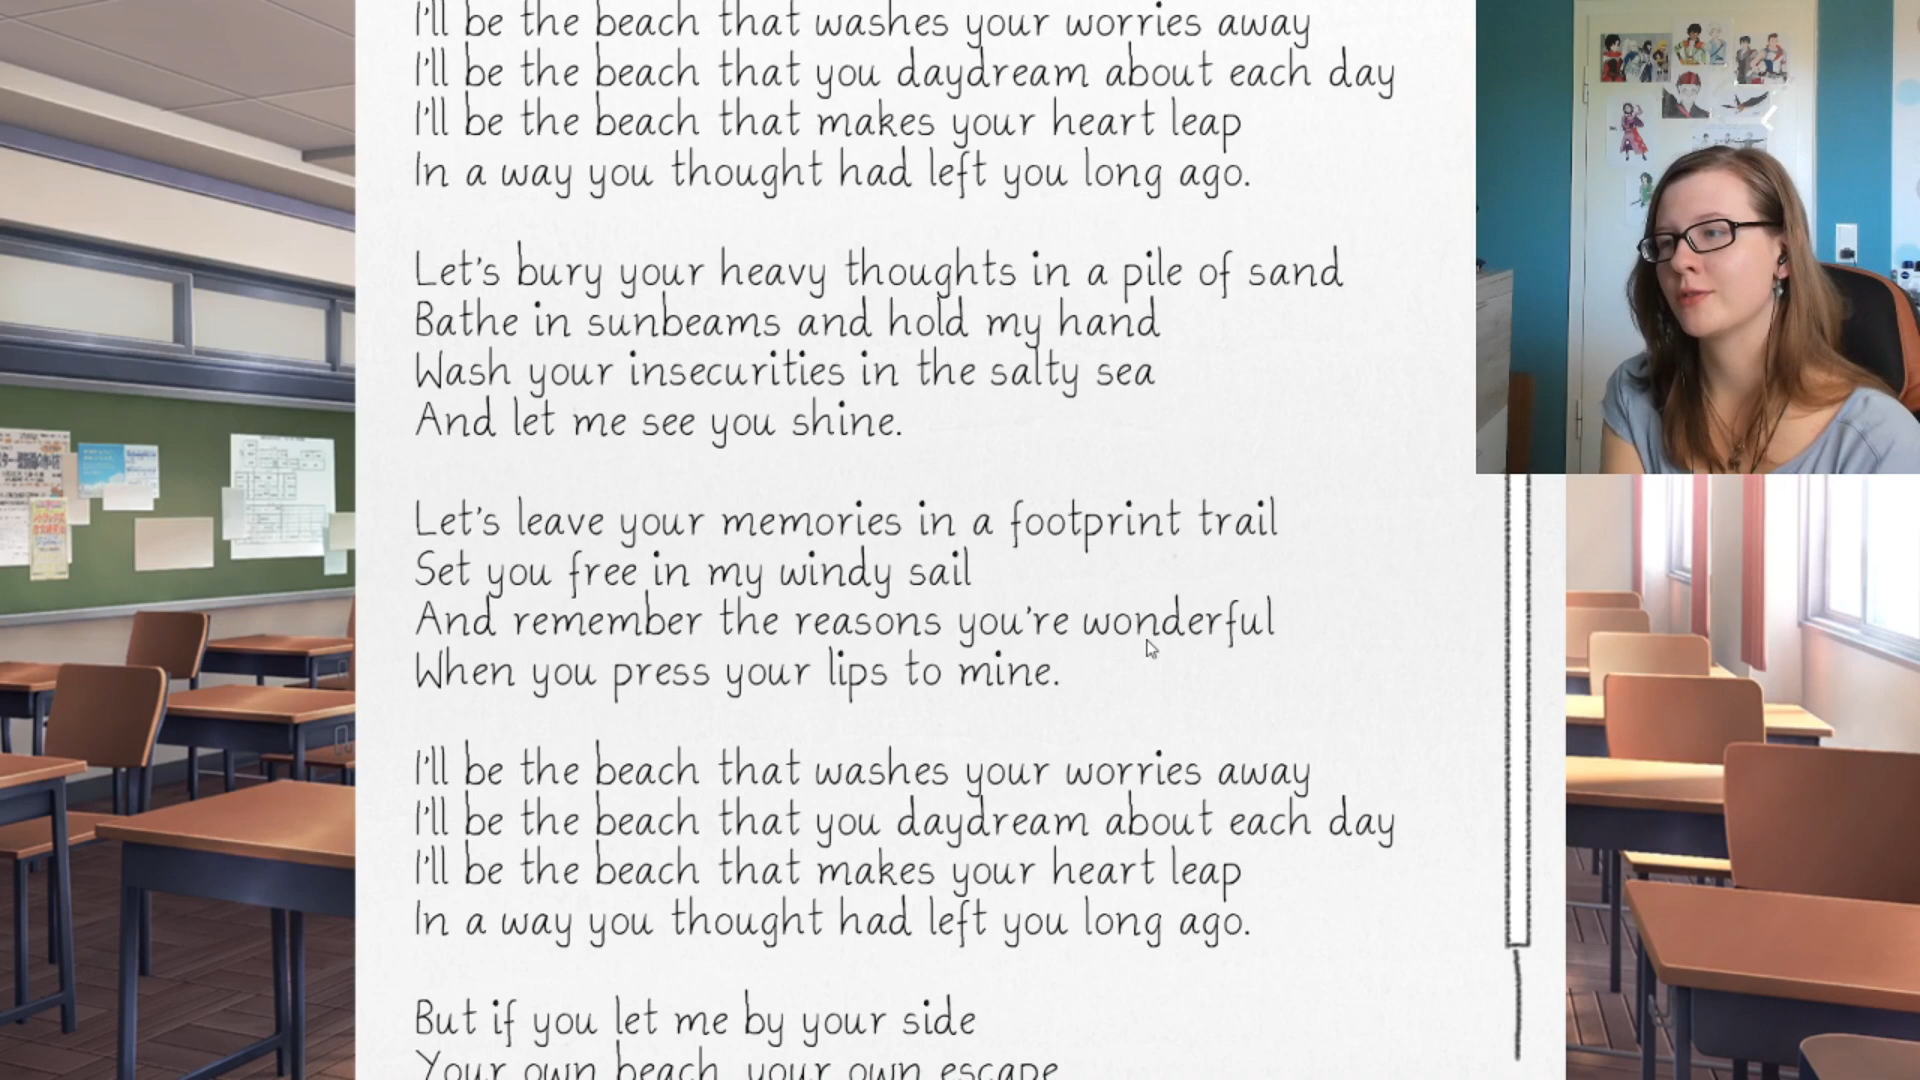 I'll be the beach that washes your worries away
I'll be the beach that you daydream about each day
I'll be the beach that makes your heart leap
In a way you thought had left you long ago.
Let's bury your heavy thoughts in a pile of sand
Bathe in sunbeams and hold my hand
Wash your insecurities in the salty sea
And let me see you shine.
Let's leave your memories in a footprint trail
Set you free in my windy sail
And remember the reasons you're wonderful
When you press your lips to mine.
I'll be the beach that washes your worries away
I'll be the beach that you daydream about each day
I'll be the beach that makes your heart leap
In a way you thought had left you long ago.
But if you let me by your side
Your own beach, your own escape